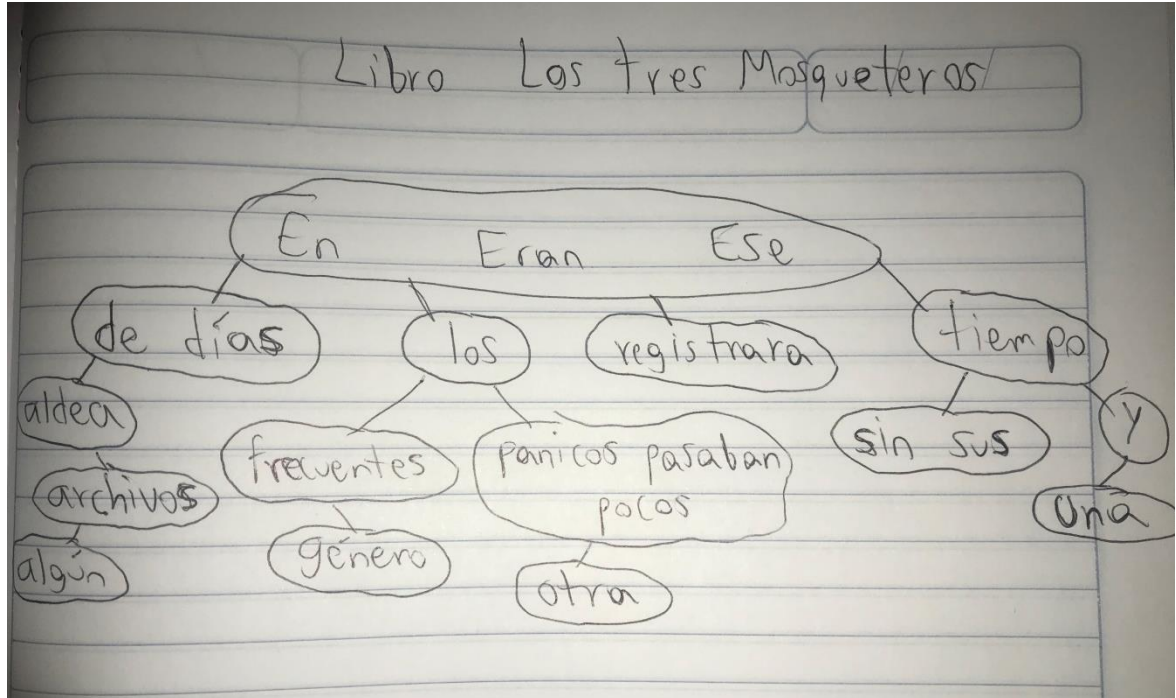 Libro Los tres Mosqueteros
En Eran Ese
de días
los
registrara
tiempo
aldea
frecuentes
panicos pasaban
pocos
sin sus
y
archivos
género
una
algún
otra